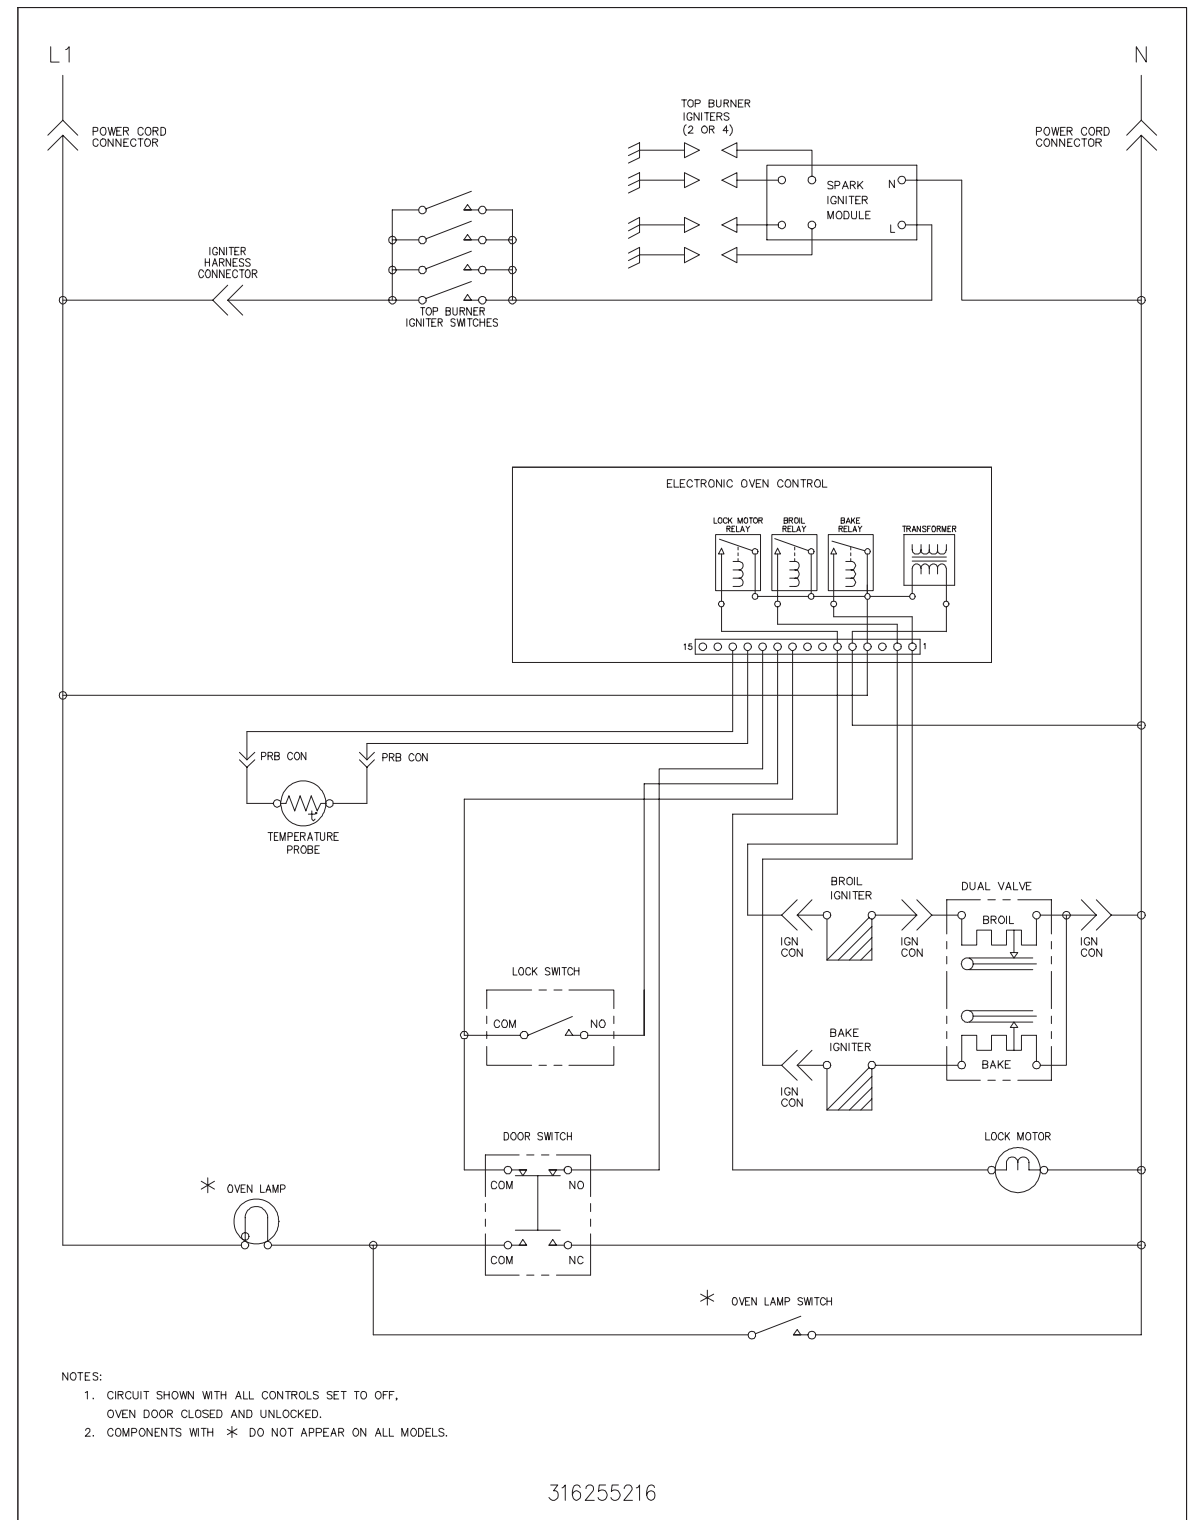 L1
N
POWER CORD
CONNECTOR
POWER CORD
CONNECTOR
TOP BURNER
IGNITERS
(2 OR 4)
SPARK
IGNITER
MODULE
N
L
IGNITER
HARNESS
CONNECTOR
TOP BURNER
IGNITER SWITCHES
ELECTRONIC OVEN CONTROL
LOCK MOTOR
RELAY
BROIL
RELAY
BAKE
RELAY
TRANSFORMER
15
1
PRB CON
PRB CON
t°
TEMPERATURE
PROBE
BROIL
IGNITER
DUAL VALVE
BROIL
IGN
CON
IGN
CON
IGN
CON
LOCK SWITCH
COM
NO
BAKE
IGNITER
BAKE
IGN
CON
DOOR SWITCH
COM
NO
COM
NC
LOCK MOTOR
* OVEN LAMP
* OVEN LAMP SWITCH
NOTES:
1. CIRCUIT SHOWN WITH ALL CONTROLS SET TO OFF,
OVEN DOOR CLOSED AND UNLOCKED.
2. COMPONENTS WITH * DO NOT APPEAR ON ALL MODELS.
316255216